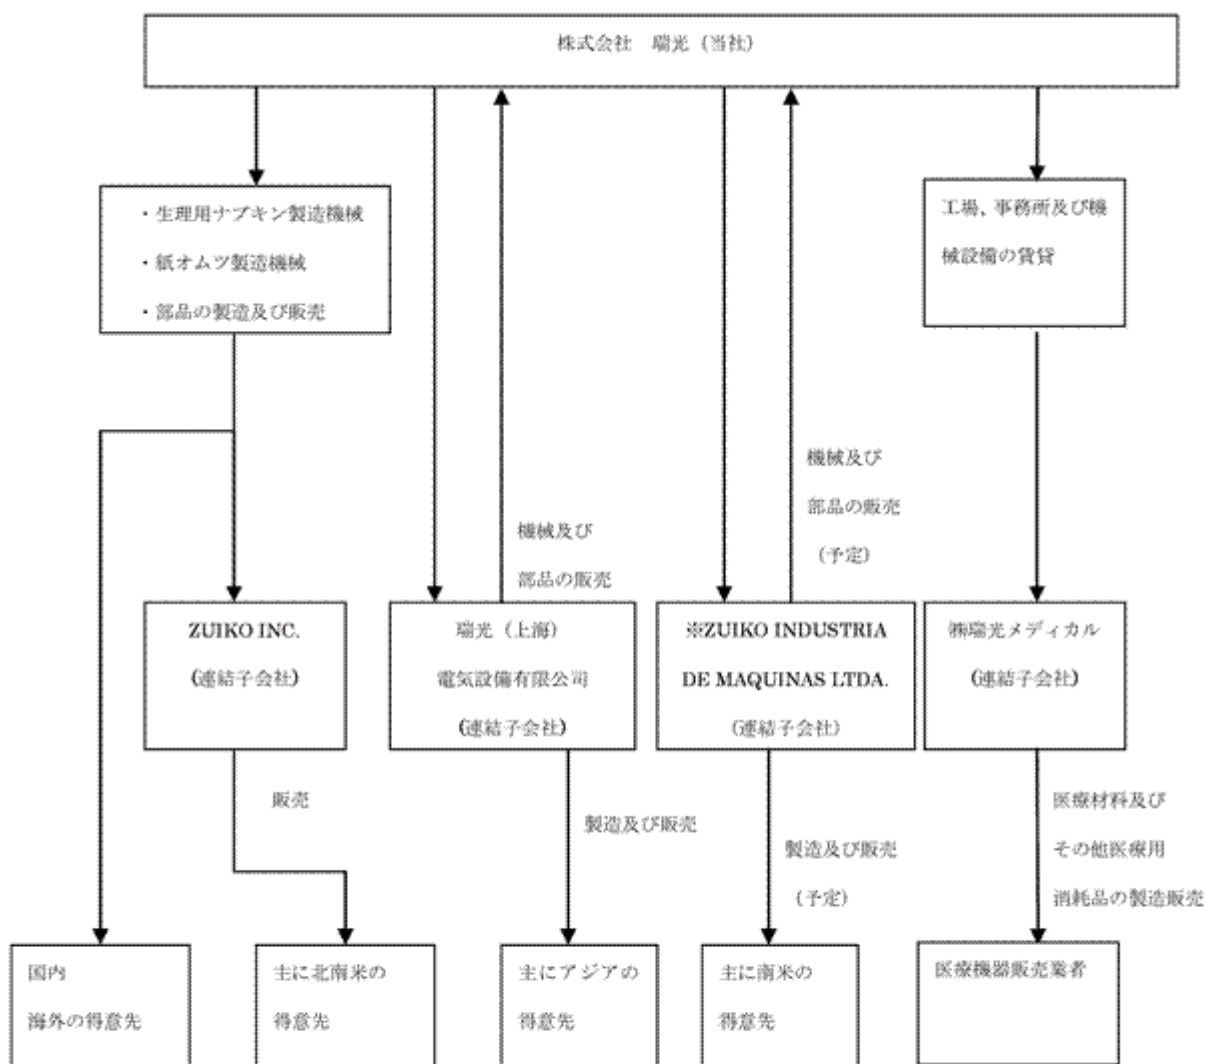 株式会社　瑞光（当社）
・生理用ナプキン製造機械
・紙オムツ製造機械
・部品の製造及び販売
工場、事務所及び機
械設備の賃貸
機械及び
部品の販売
機械及び
部品の販売
（予定）
ZUIKO INC.
(連結子会社)
瑞光（上海）
電気設備有限公司
(連結子会社)
※ZUIKO INDUSTRIA
DE MAQUINAS LTDA.
(連結子会社)
㈱瑞光メディカル
(連結子会社)
販売
製造及び販売
製造及び販売
（予定）
医療材料及び
その他医療用
消耗品の製造販売
国内
海外の得意先
主に北南米の
得意先
主にアジアの
得意先
主に南米の
得意先
医療機器販売業者